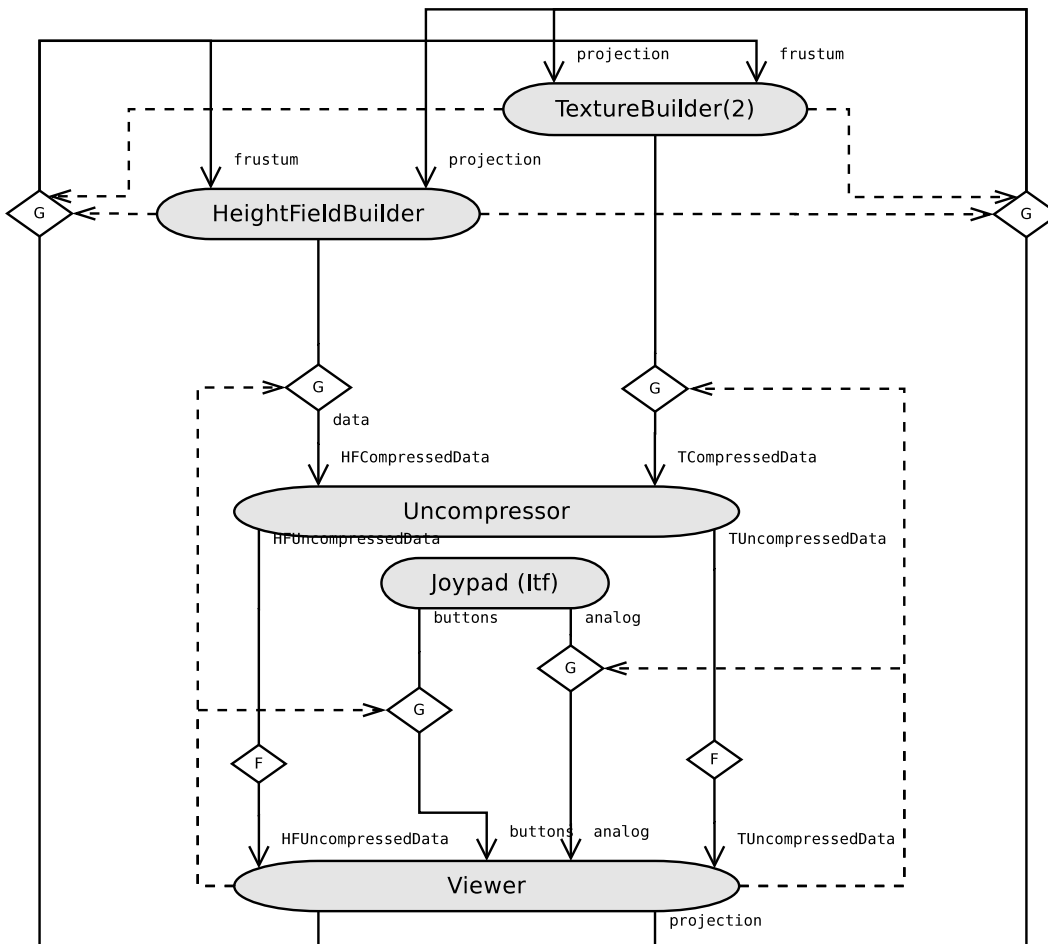 projection
frustum
TextureBuilder(2)
frustum
projection
G
HeightFieldBuilder
G
G
G
data
HFCompressedData
TCompressedData
Uncompressor
HFUncompressedData
TUncompressedData
Joypad (Itf)
buttons
analog
G
G
F
F
HFUncompressedData
buttons
analog
TUncompressedData
Viewer
projection